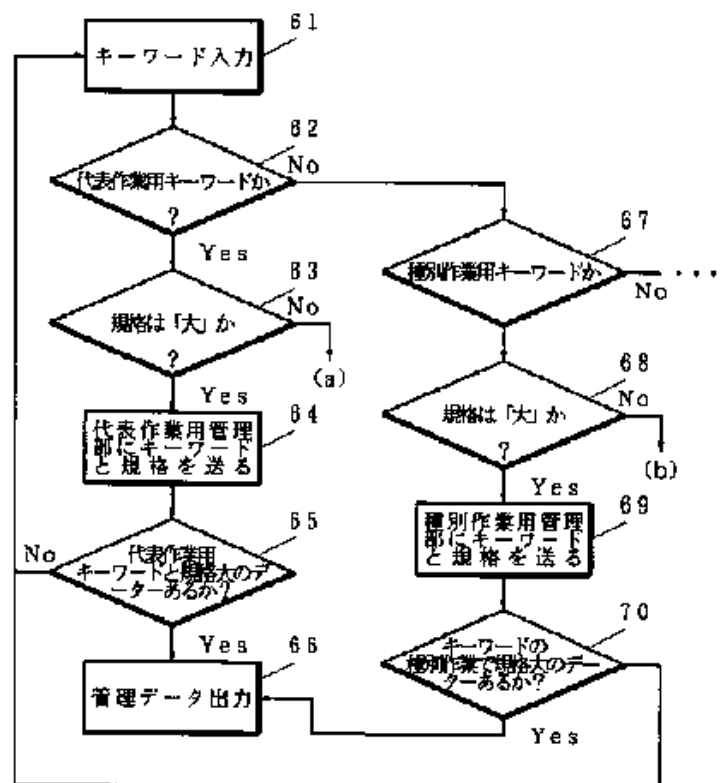 61
キーワード入力
62
代表作業用キーワードか
?
No
Yes
63
規格は「大」か
?
No
(a)
Yes
64
代表作業用管理
部にキーワード
と規格を送る
65
代表作業用
キーワートと規格大のデ
ーターあるか?
No
Yes
66
管理データ出力
67
種別作業用キーワードか
No
・・・
68
規格は「大」か
?
No
(b)
Yes
69
種別作業用管理
部にキーワード
と規格を送る
70
キーワードの
種別作業で規格大のデー
ターあるか?
Yes